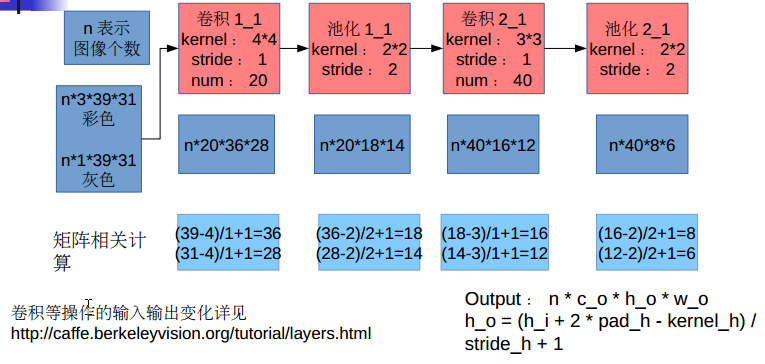 n 表示
图像个数
n*3*39*31
彩色
n*1*39*31
灰色
卷积 1_1
kernel： 4*4
stride： 1
num： 20
池化 1_1
kernel： 2*2
stride： 2
卷积 2_1
kernel： 3*3
stride： 1
num： 40
池化 2_1
kernel： 2*2
stride： 2
n*20*36*28
n*20*18*14
n*40*16*12
n*40*8*6
矩阵相关计
算
(39-4)/1+1=36
(31-4)/1+1=28
(36-2)/2+1=18
(28-2)/2+1=14
(18-3)/1+1=16
(14-3)/1+1=12
(16-2)/2+1=8
(12-2)/2+1=6
卷积等操作的输入输出变化详见
http://caffe.berkeleyvision.org/tutorial/layers.html
Output： n * c_o * h_o * w_o
h_o = (h_i + 2 * pad_h - kernel_h) /
stride_h + 1